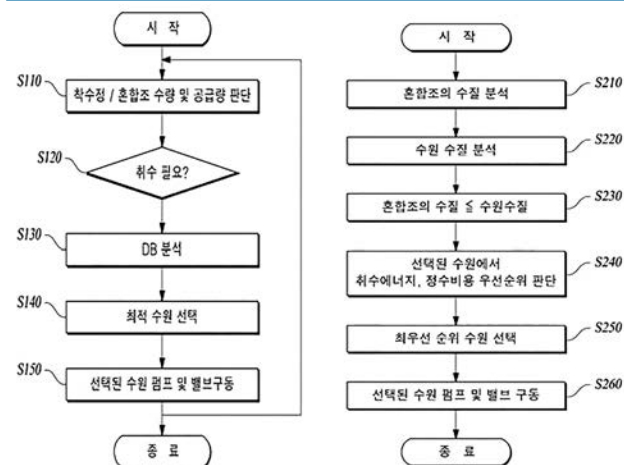 시 작
S110
착수정 / 혼합조 수량 및 공급량 판단
S120
취수 필요?
S130
DB 분석
S140
최적 수원 선택
S150
선택된 수원 펌프 및 밸브구동
종 료
시 작
혼합조의 수질 분석
S210
수원 수질 분석
S220
혼합조의 수질 ≦ 수원수질
S230
선택된 수원에서
취수에너지, 정수비용 우선순위 판단
S240
최우선 순위 수원 선택
S250
선택된 수원 펌프 및 밸브 구동
S260
종 료